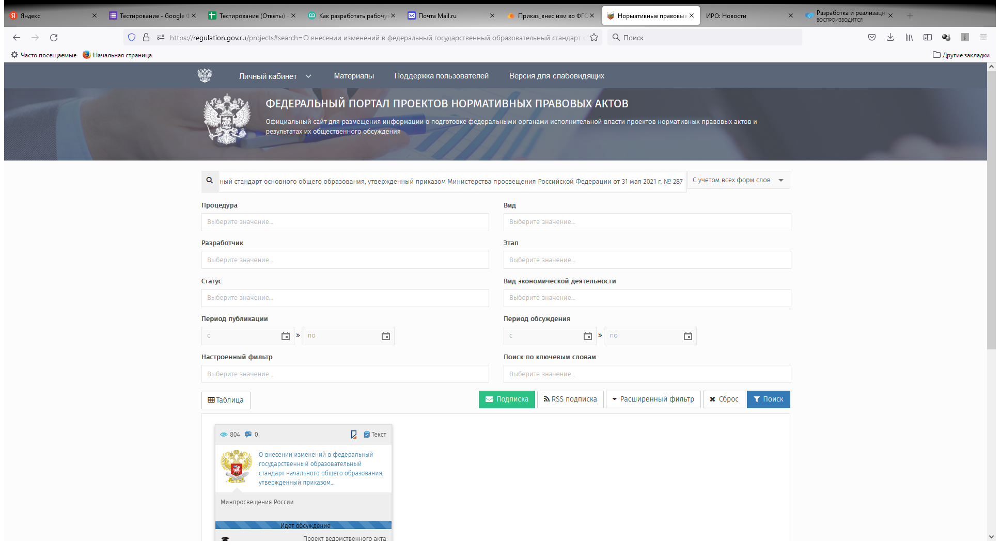 Яндекс
Тестирование - Google Ф
Тестирование (Ответы) -
Как разработать рабочу
Почта Mail.ru
Приказ_внес изм во ФГО
Нормативные правовые
ИРО: Новости
Разработка и реализаци
ВОСПРОИЗВОДИТСЯ
https://regulation.gov.ru/projects#search=О внесении изменений в федеральный государственный образовательный стандарт
Поиск
Часто посещаемые
Начальная страница
Другие закладки
Личный кабинет
Материалы
Поддержка пользователей
Версия для слабовидящих
ФЕДЕРАЛЬНЫЙ ПОРТАЛ ПРОЕКТОВ НОРМАТИВНЫХ ПРАВОВЫХ АКТОВ
Официальный сайт для размещения информации о подготовке федеральными органами исполнительной власти проектов нормативных правовых актов и
результатах их общественного обсуждения
ный стандарт основного общего образования, утвержденный приказом Министерства просвещения Российской Федерации от 31 мая 2021 г. № 287
С учетом всех форм слов
Процедура
Вид
Выберите значение...
Выберите значение...
Разработчик
Этап
Выберите значение...
Выберите значение...
Статус
Вид экономической деятельности
Выберите значение...
Выберите значение...
Период публикации
Период обсуждения
с » по
с » по
Настроенный фильтр
Поиск по ключевым словам
Выберите значение...
Выберите значение...
Таблица
Подписка
RSS подписка
Расширенный фильтр
Сброс
Поиск
804 0
Текст
О внесении изменений в федеральный
государственный образовательный
стандарт начального общего образования,
утвержденный приказом...
Минпросвещения России
Идет обсуждение
Проект ведомственного акта